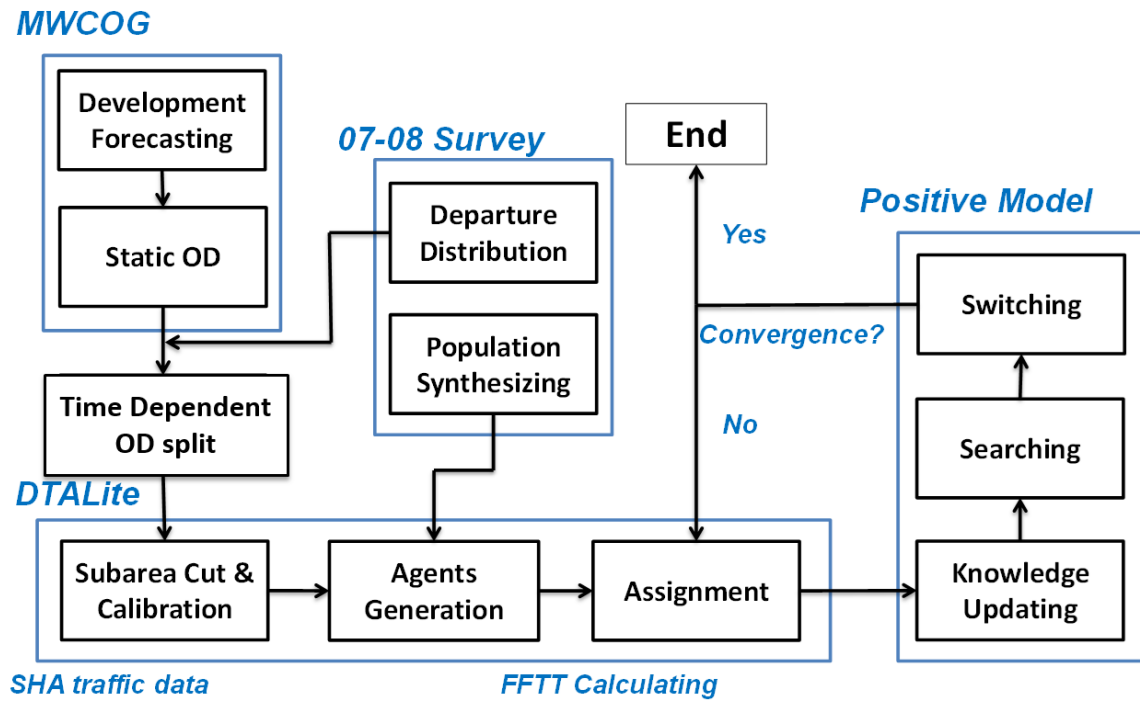 MWCOG
Development
Forecasting
Static OD
Time Dependent
OD split
07-08 Survey
Departure
Distribution
Population
Synthesizing
End
Yes
Convergence?
No
Positive Model
Switching
Searching
Knowledge
Updating
DTALite
Subarea Cut &
Calibration
Agents
Generation
Assignment
SHA traffic data
FFTT Calculating